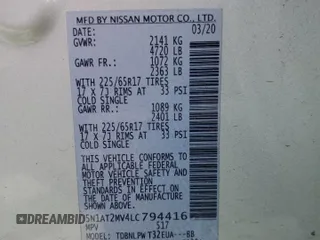 MFD BY NISSAN MOTOR CO., LTD.
DATE: 03/20
GVWR: 2141 KG
4720 LB
GAWR FR.: 1072 KG
2363 LB
WITH 225/65R17 TIRES
17 X 7J RIMS AT 33 PSI
COLD SINGLE
GAWR RR.: 1089 KG
2401 LB
WITH 225/65R17 TIRES
17 X 7J RIMS AT 33 PSI
COLD SINGLE
THIS VEHICLE CONFORMS TO
ALL APPLICABLE FEDERAL
MOTOR VEHICLE SAFETY AND
THEFT PREVENTION STANDARDS
IN EFFECT ON THE DATE OF
MANUFACTURE SHOWN ABOVE.
5N1AT2MV4LC794416
MPV S17
MODEL: TDBNLPWT32EUA---BB
DREAMBID